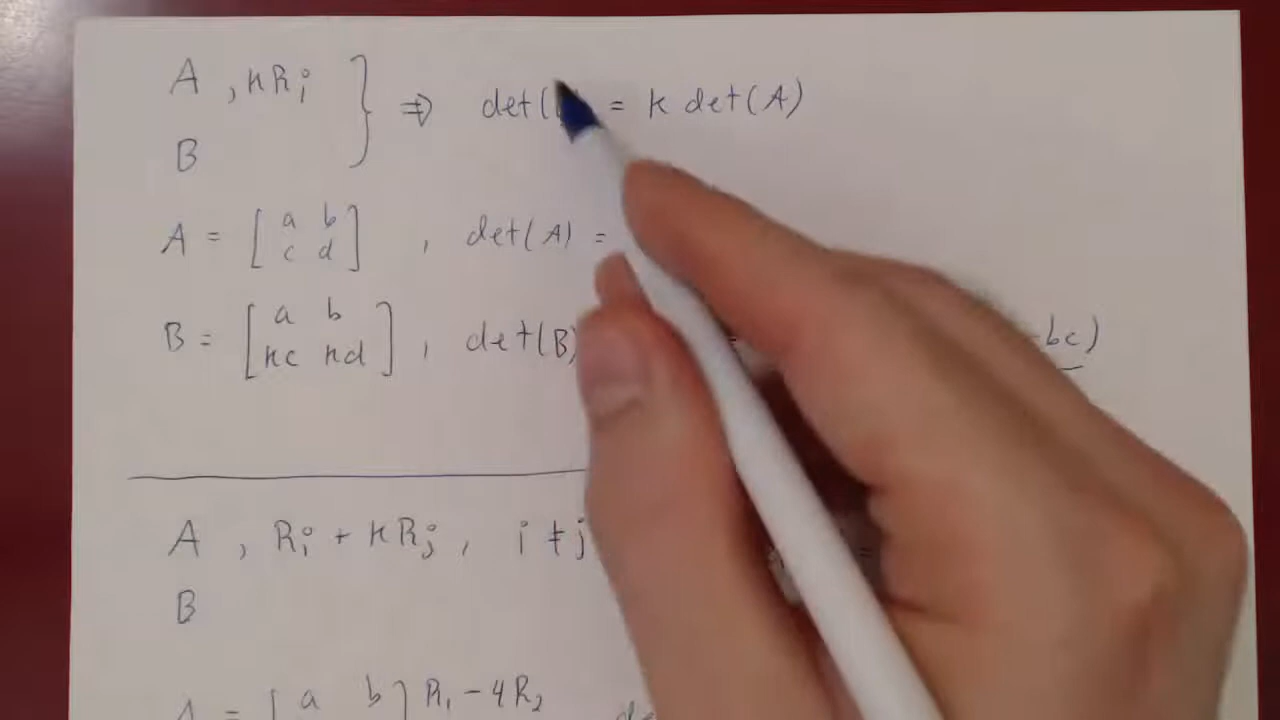 A , kRi } ⇒ det( = k det(A)
B
A = [ a b
c d ] , det(A) =
B = [ a b
kc kd ] , det(B) bc)
A , Ri + kRj , i ≠ j
B
A = [ a b ] R1 - 4R2